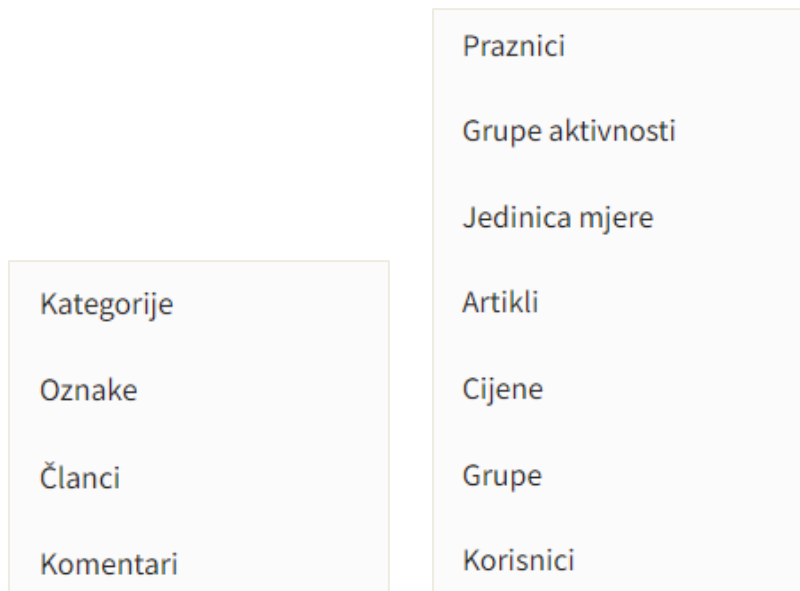 Kategorije
Oznake
Članci
Komentari
Praznici
Grupe aktivnosti
Jedinica mjere
Artikli
Cijene
Grupe
Korisnici